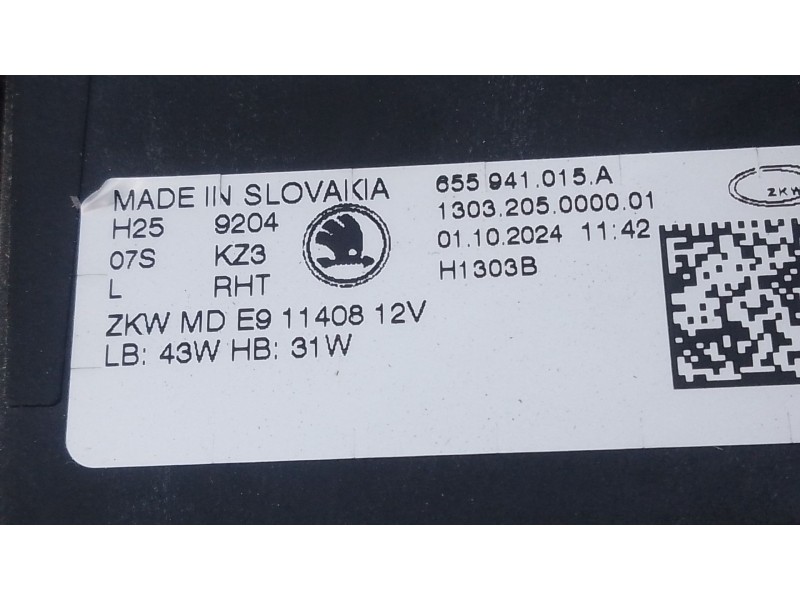 MADE IN SLOVAKIA
H25 9204
07S KZ3
L RHT
ZKW MD E9 11408 12V
LB: 43W HB: 31W
655 941.015.A
1303.205.0000.01
01.10.2024 11:42
H1303B
ZKW